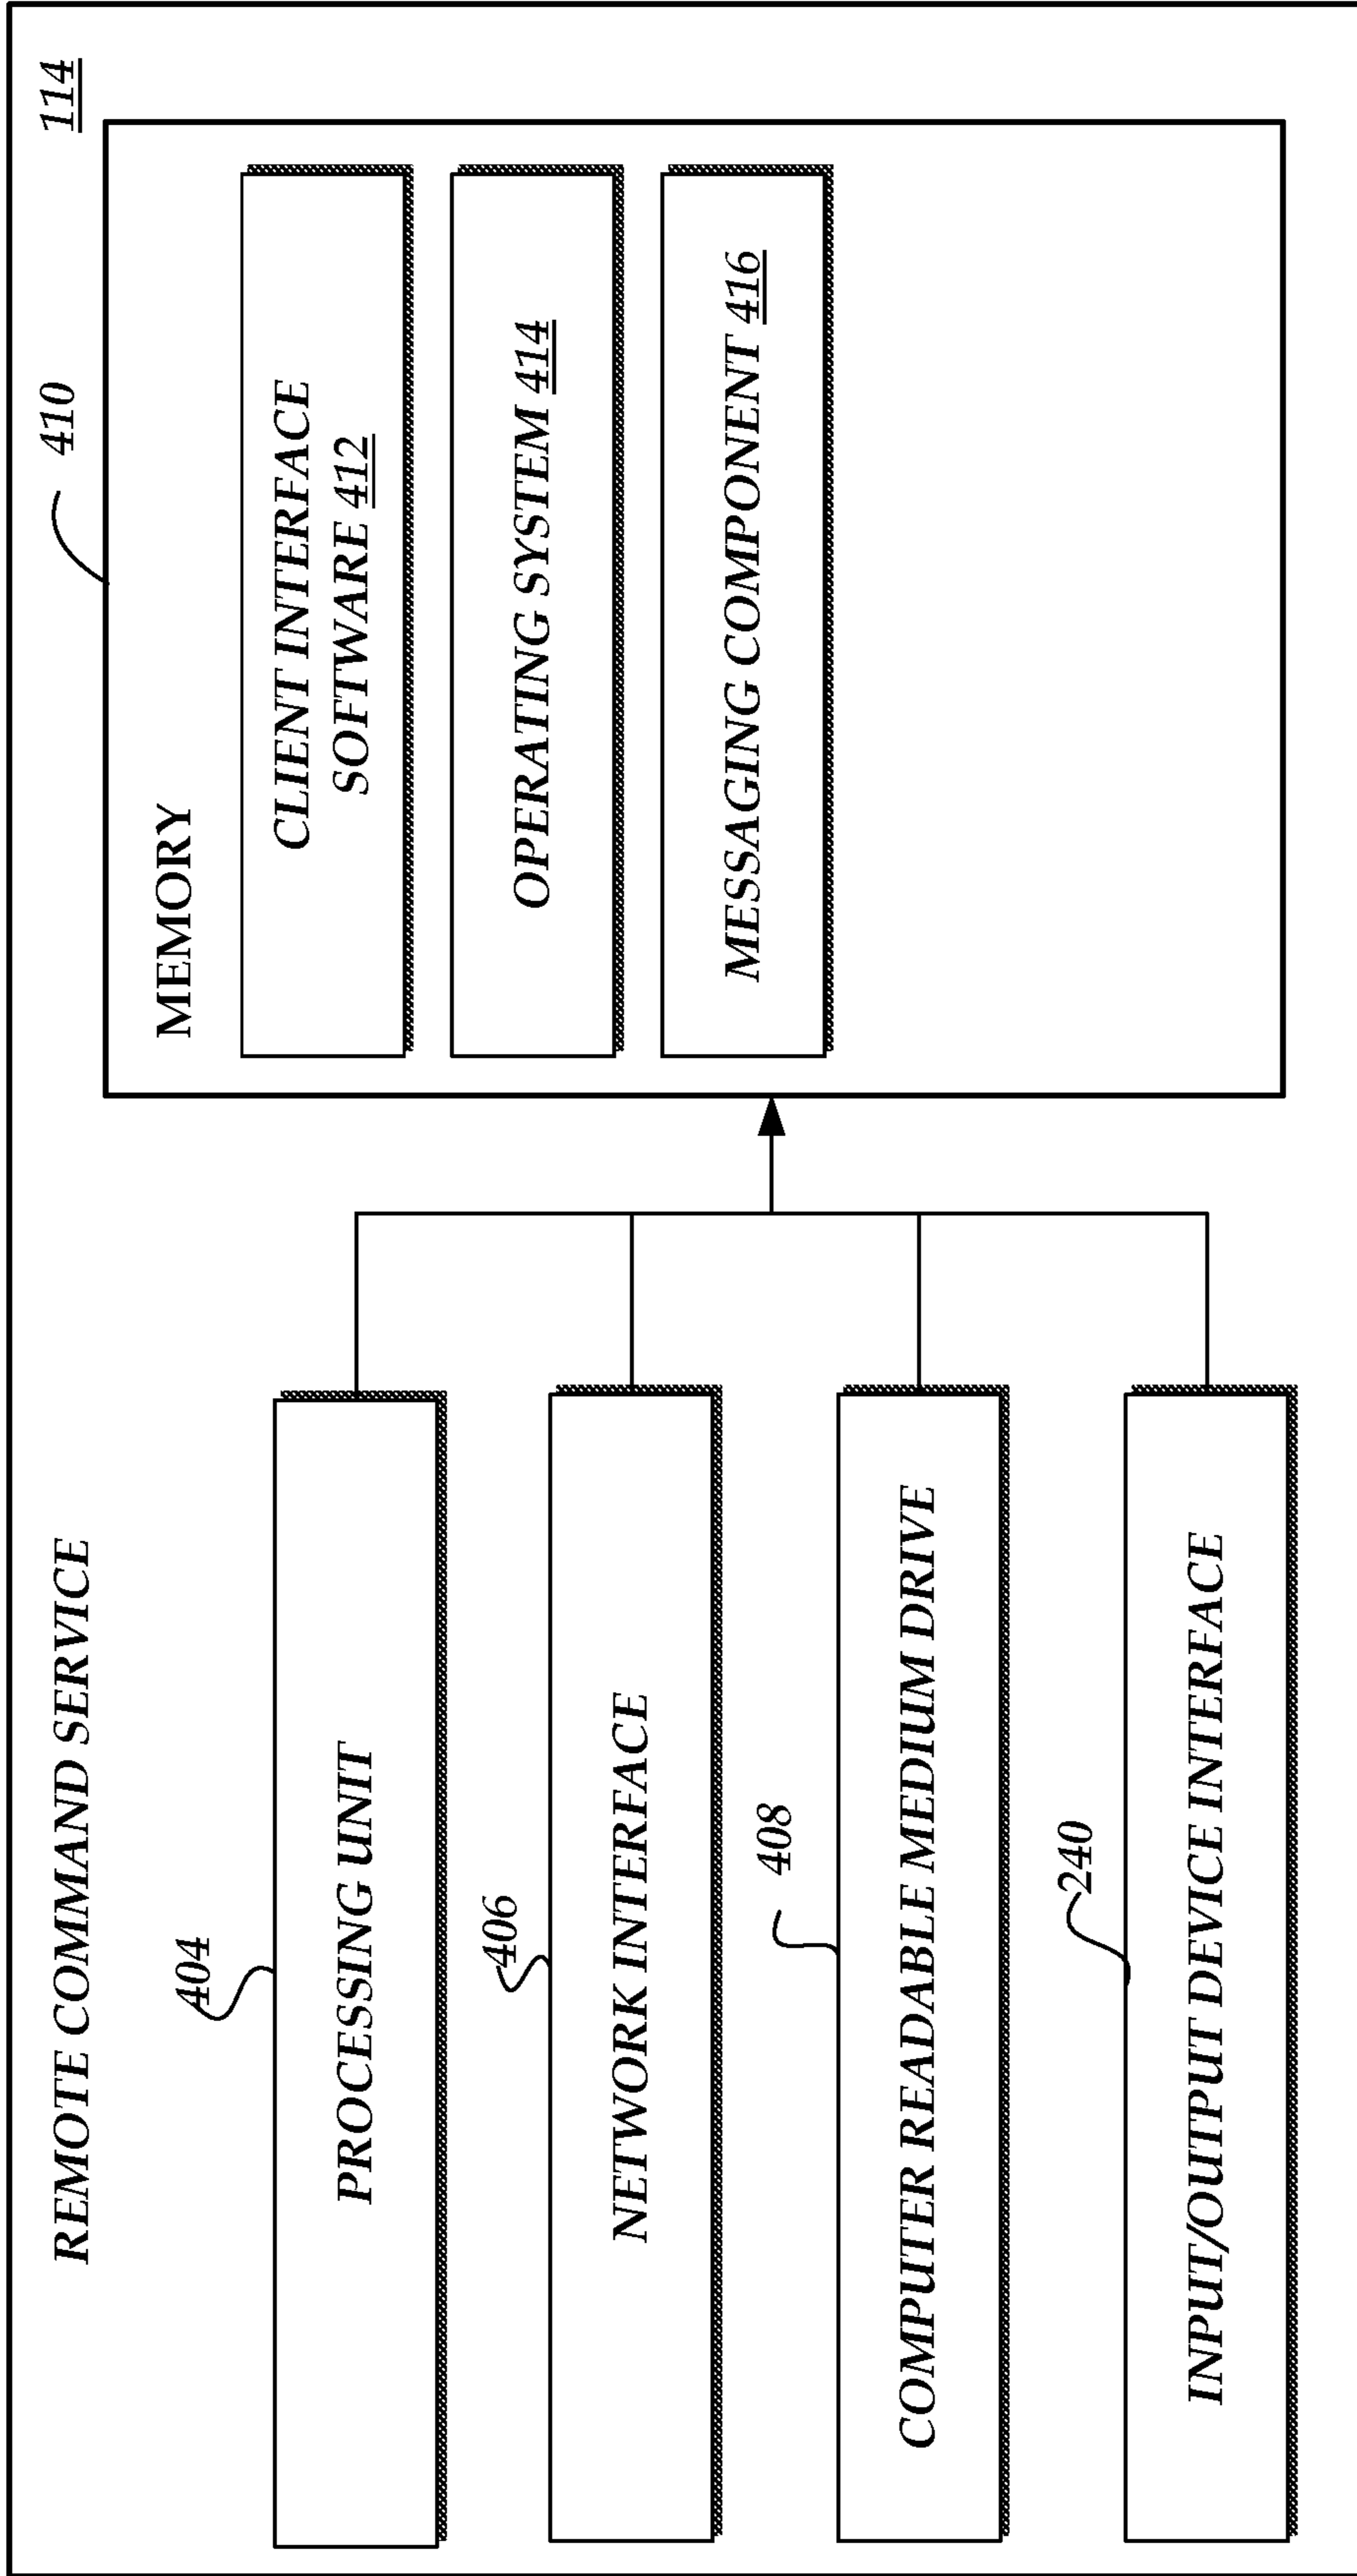 REMOTE COMMAND SERVICE
114
404
PROCESSING UNIT
406
NETWORK INTERFACE
408
COMPUTER READABLE MEDIUM DRIVE
240
INPUT/OUTPUT DEVICE INTERFACE
410
MEMORY
CLIENT INTERFACE
SOFTWARE 412
OPERATING SYSTEM 414
MESSAGING COMPONENT 416